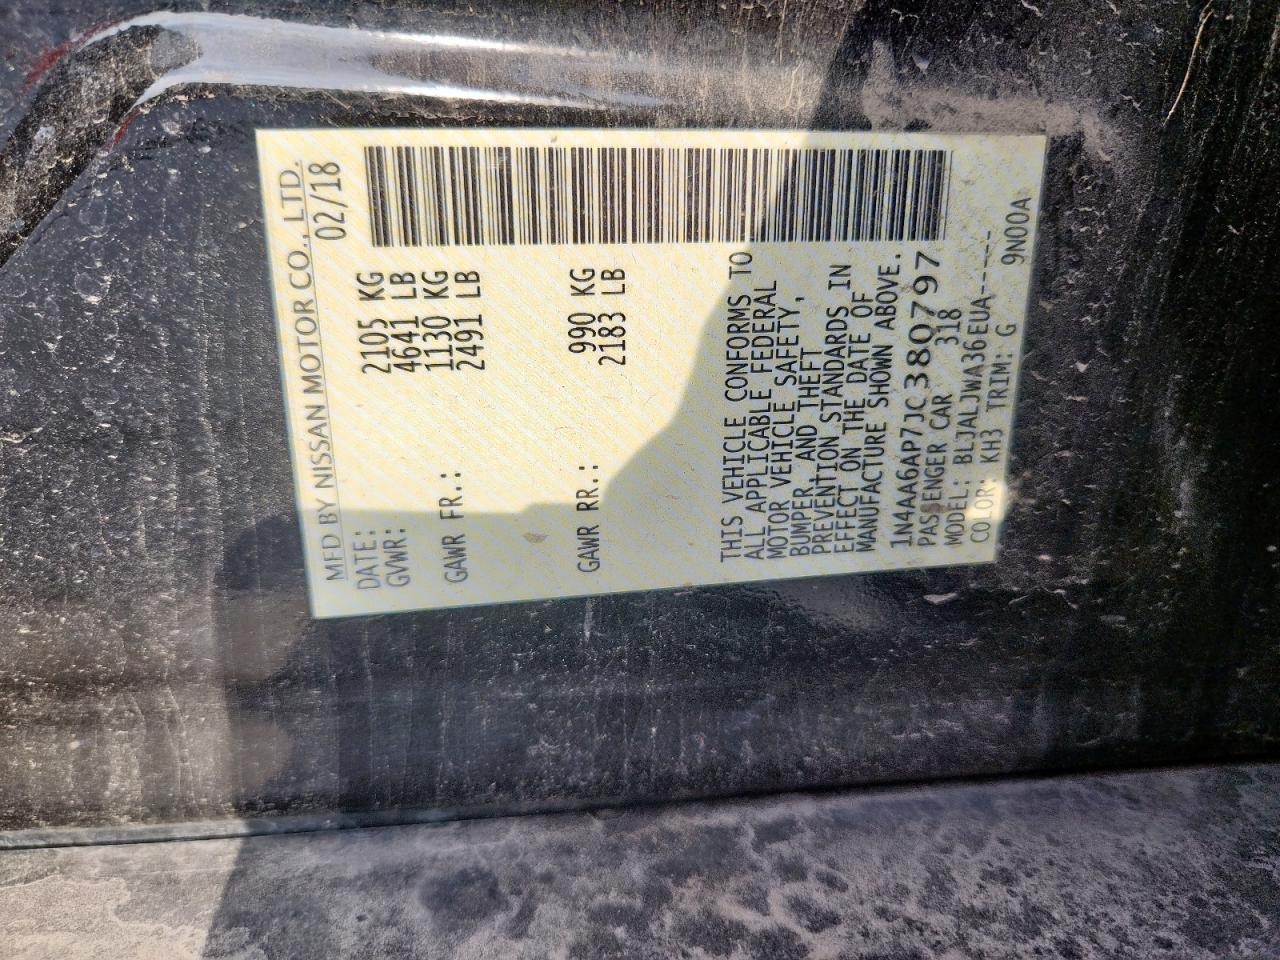 MFD BY NISSAN MOTOR CO., LTD.
DATE: 02/18
GVWR: 2105 KG
4641 LB
GAWR FR.: 1130 KG
2491 LB
GAWR RR.: 990 KG
2183 LB
THIS VEHICLE CONFORMS TO
ALL APPLICABLE FEDERAL
MOTOR VEHICLE SAFETY,
BUMPER, AND THEFT
PREVENTION STANDARDS IN
EFFECT ON THE DATE OF
MANUFACTURE SHOWN ABOVE.
1N4AA6AP7JC380797
PASSENGER CAR 318
MODEL: BLJALJWA36EUA-----
COLOR: KH3 TRIM: G 9N00A